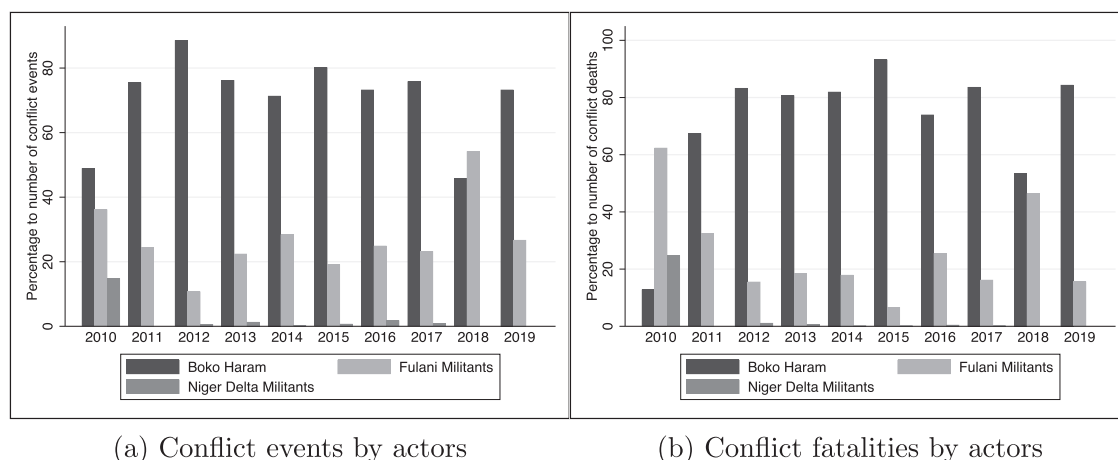 Percentage to number of conflict events
80
60
40
20
0
2010 2011 2012 2013 2014 2015 2016 2017 2018 2019
Boko Haram
Fulani Militants
Niger Delta Militants
(a) Conflict events by actors
Percentage to number of conflict deaths
100
80
60
40
20
0
2010 2011 2012 2013 2014 2015 2016 2017 2018 2019
Boko Haram
Fulani Militants
Niger Delta Militants
(b) Conflict fatalities by actors